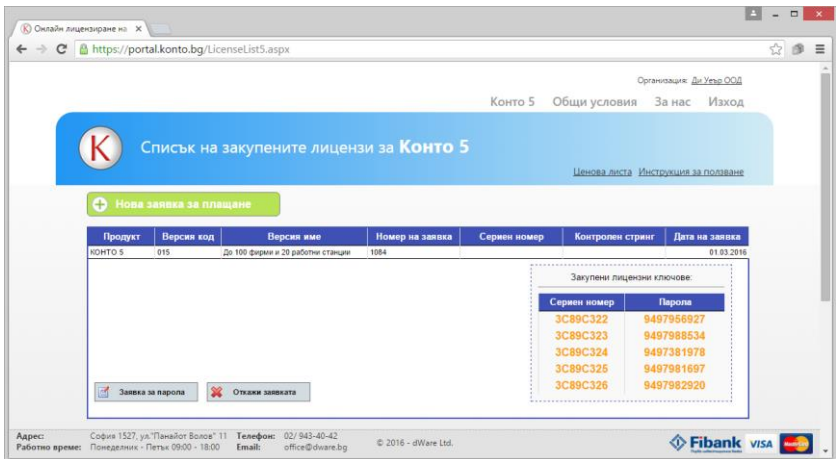 Онлайн лицензиране на
https://portal.konto.bg/LicenseList5.aspx
Организация: Ди Уеър ООД
Конто 5 Общи условия За нас Изход
K Списък на закупените лицензи за Конто 5
Ценова листа Инструкция за ползване
Нова заявка за плащане
Продукт Версия код Версия име Номер на заявка Сериен номер Контролен стринг Дата на заявка
КОНТО 5 015 До 100 фирми и 20 работни станции 1084 01.03.2016
Закупени лицензни ключове:
Сериен номер Парола
3C89C322 9497956927
3C89C323 9497988534
3C89C324 9497381978
3C89C325 9497981697
3C89C326 9497982920
Заявка за парола Откажи заявката
Адрес: София 1527, ул."Панайот Волов" 11 Телефон: 02/ 943-40-42
Работно време: Понеделник - Петък 09:00 - 18:00 Email: office@dware.bg
© 2016 - dWare Ltd.
Fibank VISA MasterCard